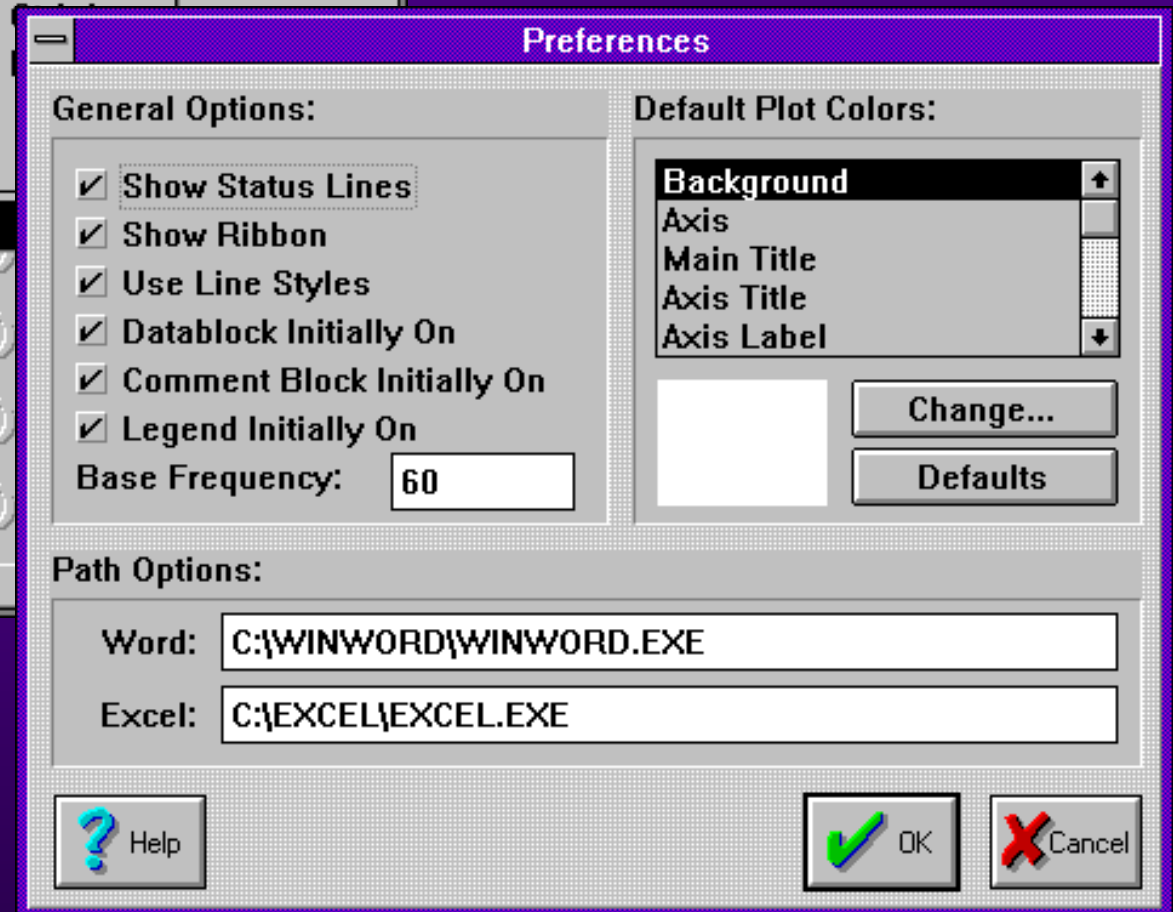 Preferences
General Options:
Show Status Lines
Show Ribbon
Use Line Styles
Datablock Initially On
Comment Block Initially On
Legend Initially On
Base Frequency: 60
Default Plot Colors:
Background
Axis
Main Title
Axis Title
Axis Label
Change...
Defaults
Path Options:
Word: C:\WINWORD\WINWORD.EXE
Excel: C:\EXCEL\EXCEL.EXE
Help
OK
Cancel